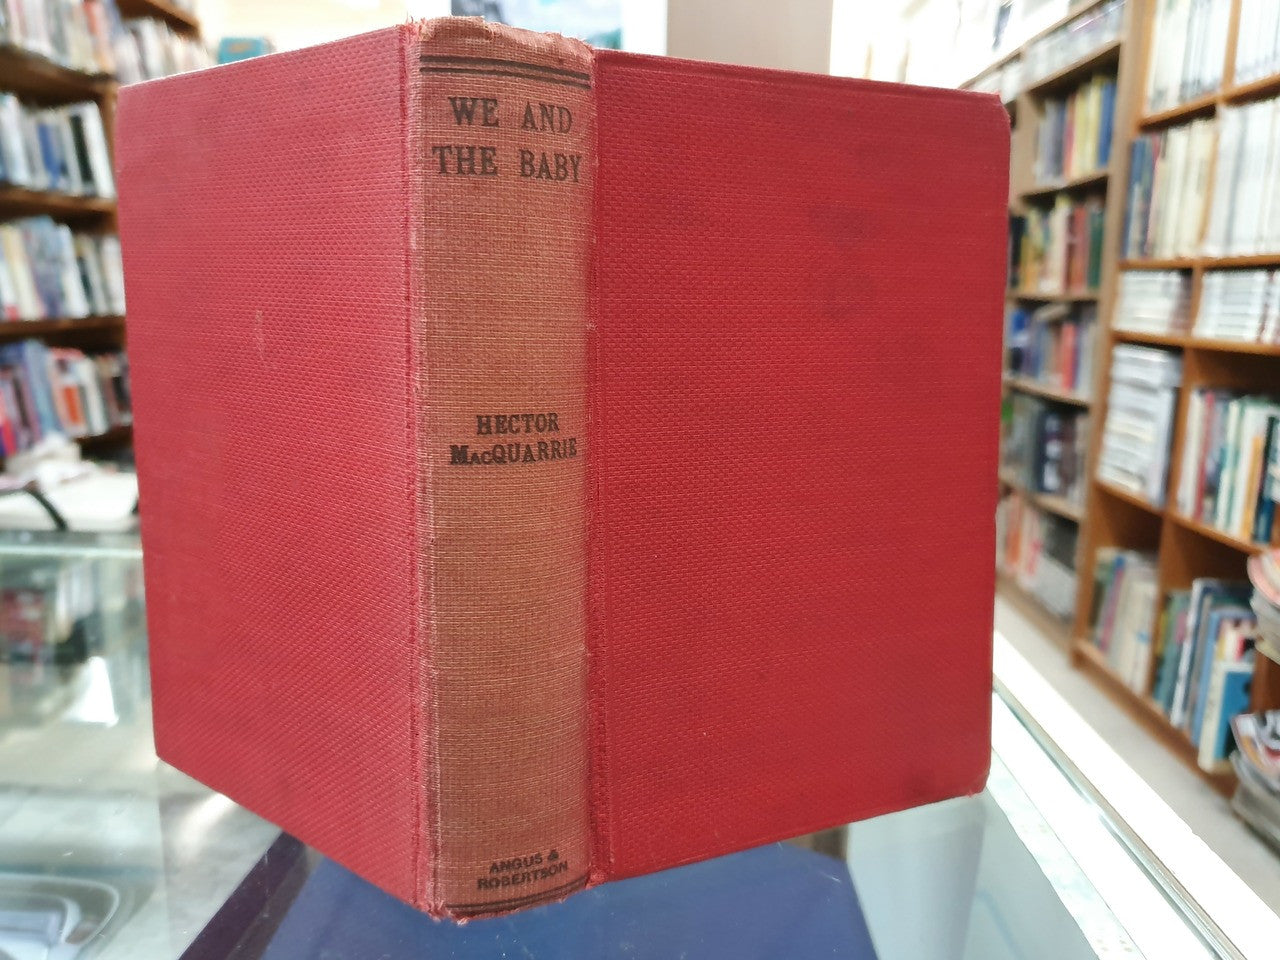 WE AND
THE BABY
HECTOR
MACQUARRIE
ANGUS &
ROBERTSON